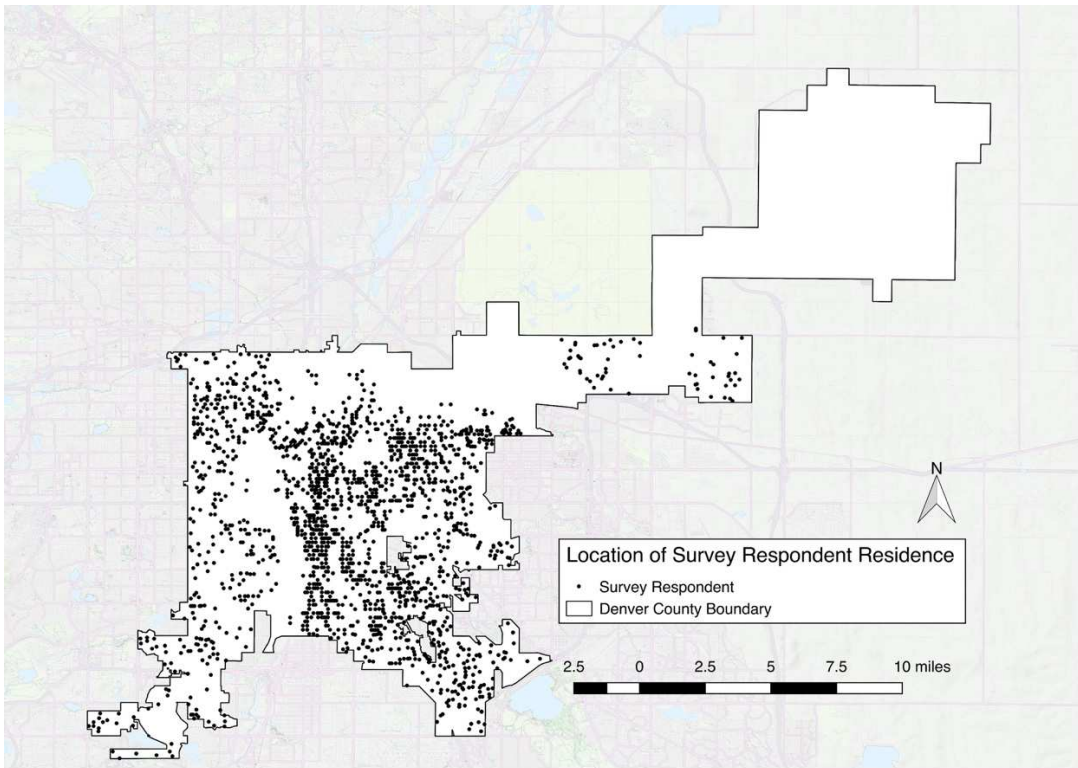 N
Location of Survey Respondent Residence
Survey Respondent
Denver County Boundary
2.5 0 2.5 5 7.5 10 miles